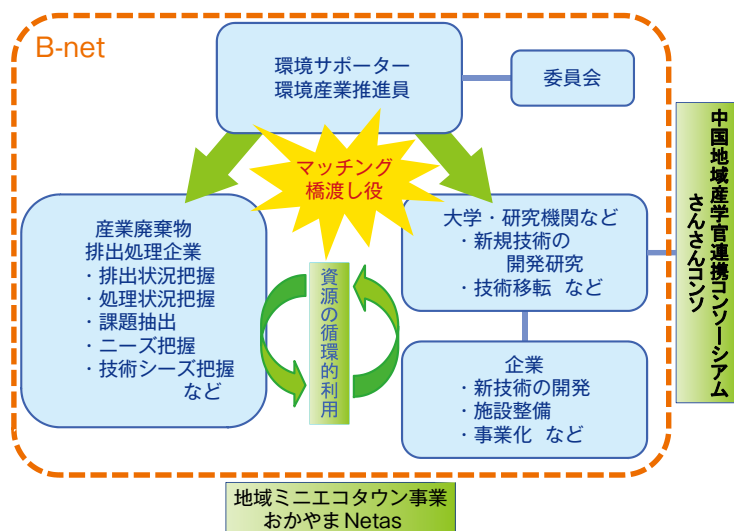 B-net
環境サポーター
環境産業推進員
委員会
マッチング
橋渡し役
産業廃棄物
排出処理企業
・排出状況把握
・処理状況把握
・課題抽出
・ニーズ把握
・技術シーズ把握
など
資源の循環的利用
大学・研究機関など
・新規技術の
開発研究
・技術移転 など
企業
・新技術の開発
・施設整備
・事業化 など
中国地域産学官連携コンソーシアム
さんさんコンソ
地域ミニエコタウン事業
おかやま Netas